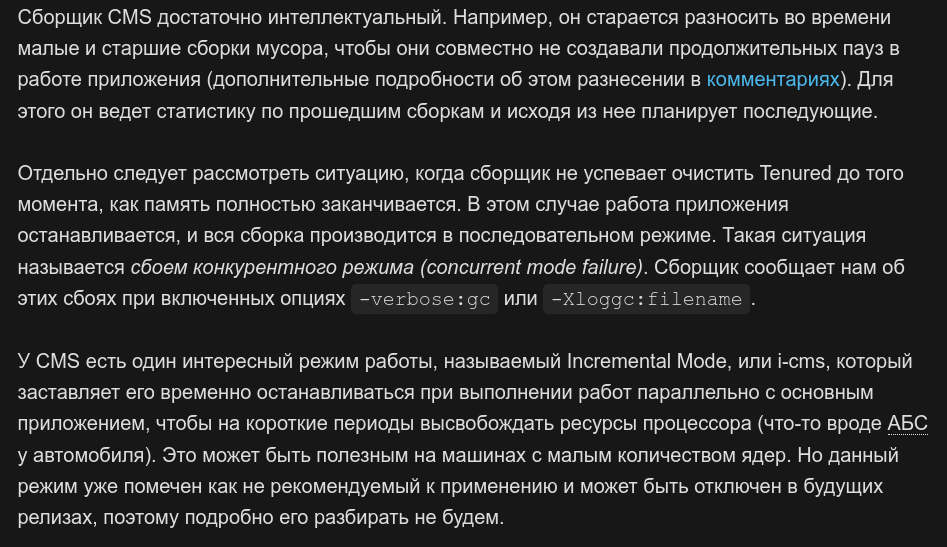 Сборщик CMS достаточно интеллектуальный. Например, он старается разносить во времени
малые и старшие сборки мусора, чтобы они совместно не создавали продолжительных пауз в
работе приложения (дополнительные подробности об этом разнесении в комментариях). Для
этого он ведет статистику по прошедшим сборкам и исходя из нее планирует последующие.
Отдельно следует рассмотреть ситуацию, когда сборщик не успевает очистить Tenured до того
момента, как память полностью заканчивается. В этом случае работа приложения
останавливается, и вся сборка производится в последовательном режиме. Такая ситуация
называется сбоем конкурентного режима (concurrent mode failure). Сборщик сообщает нам об
этих сбоях при включенных опциях -verbose:gc или -Xloggc:filename.
У CMS есть один интересный режим работы, называемый Incremental Mode, или i-cms, который
заставляет его временно останавливаться при выполнении работ параллельно с основным
приложением, чтобы на короткие периоды высвобождать ресурсы процессора (что-то вроде АБС
у автомобиля). Это может быть полезным на машинах с малым количеством ядер. Но данный
режим уже помечен как не рекомендуемый к применению и может быть отключен в будущих
релизах, поэтому подробно его разбирать не будем.